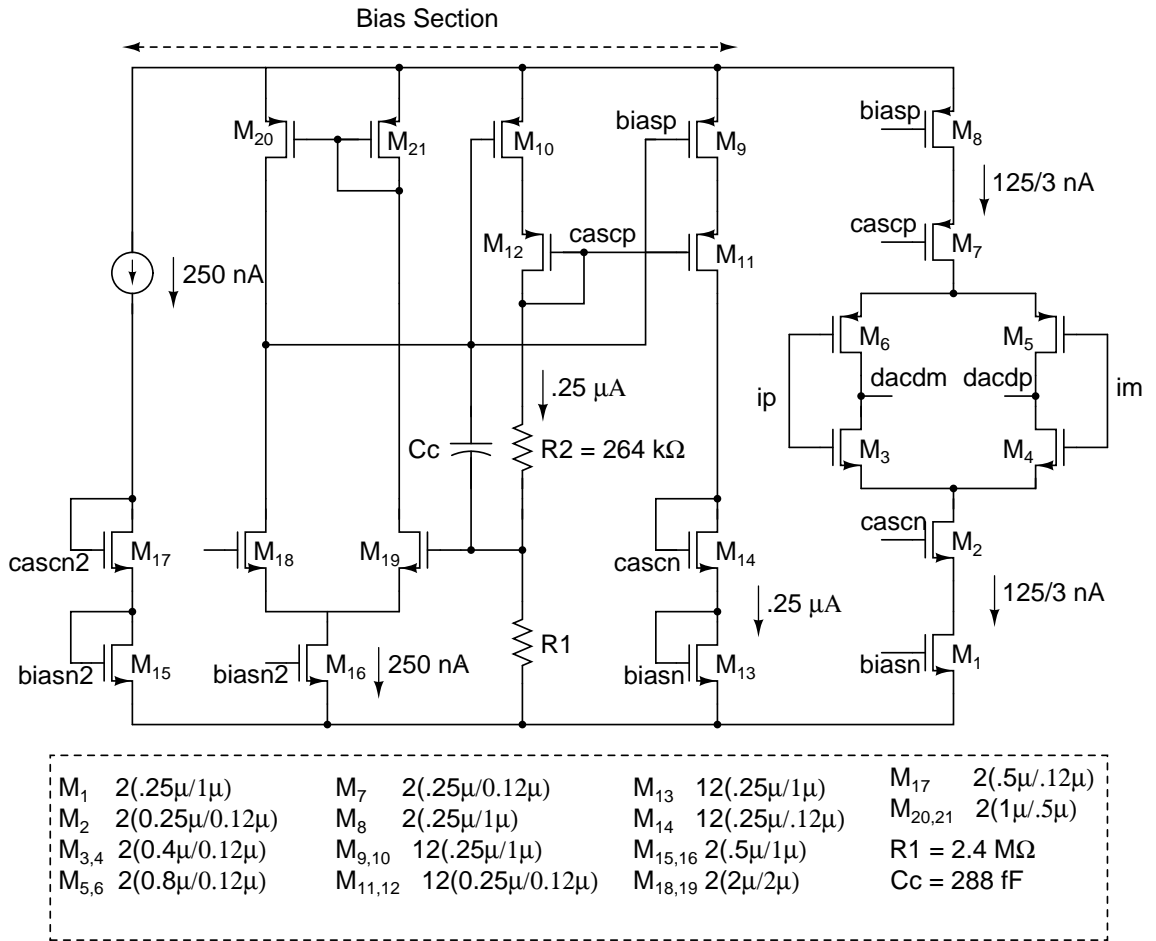 Bias Section
M20
M21
M10
biasp
M9
biasp
M8
250 nA
M12
cascp
M11
125/3 nA
cascp
M7
.25 μA
Cc
R2 = 264 kΩ
M6
M5
ip
dacdm
dacdp
im
M3
M4
cascn2
M17
M18
M19
cascn
M14
cascn
M2
biasn2
M15
biasn2
M16
250 nA
R1
.25 μA
biasn
M13
125/3 nA
biasn
M1
M1 2(.25μ/1μ)
M2 2(0.25μ/0.12μ)
M3,4 2(0.4μ/0.12μ)
M5,6 2(0.8μ/0.12μ)
M7 2(.25μ/0.12μ)
M8 2(.25μ/1μ)
M9,10 12(.25μ/1μ)
M11,12 12(0.25μ/0.12μ)
M13 12(.25μ/1μ)
M14 12(.25μ/.12μ)
M15,16 2(.5μ/1μ)
M18,19 2(2μ/2μ)
M17 2(.5μ/.12μ)
M20,21 2(1μ/.5μ)
R1 = 2.4 MΩ
Cc = 288 fF